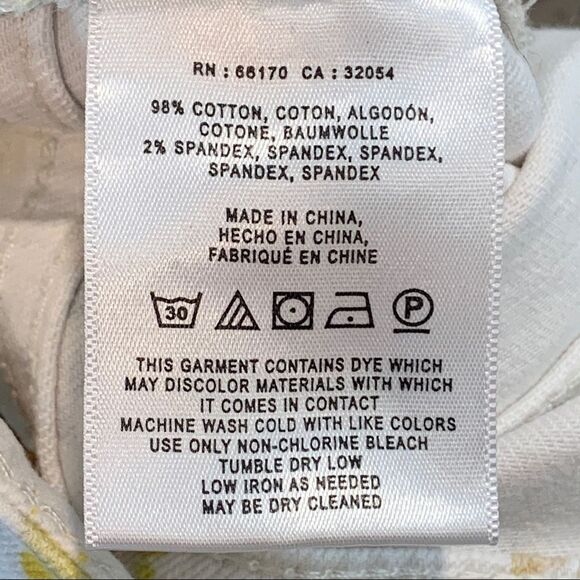 RN : 66170 CA : 32054
98% COTTON, COTON, ALGODÓN,
COTONE, BAUMWOLLE
2% SPANDEX, SPANDEX, SPANDEX,
SPANDEX, SPANDEX
MADE IN CHINA,
HECHO EN CHINA,
FABRIQUÉ EN CHINE
30 P
THIS GARMENT CONTAINS DYE WHICH
MAY DISCOLOR MATERIALS WITH WHICH
IT COMES IN CONTACT
MACHINE WASH COLD WITH LIKE COLORS
USE ONLY NON-CHLORINE BLEACH
TUMBLE DRY LOW
LOW IRON AS NEEDED
MAY BE DRY CLEANED